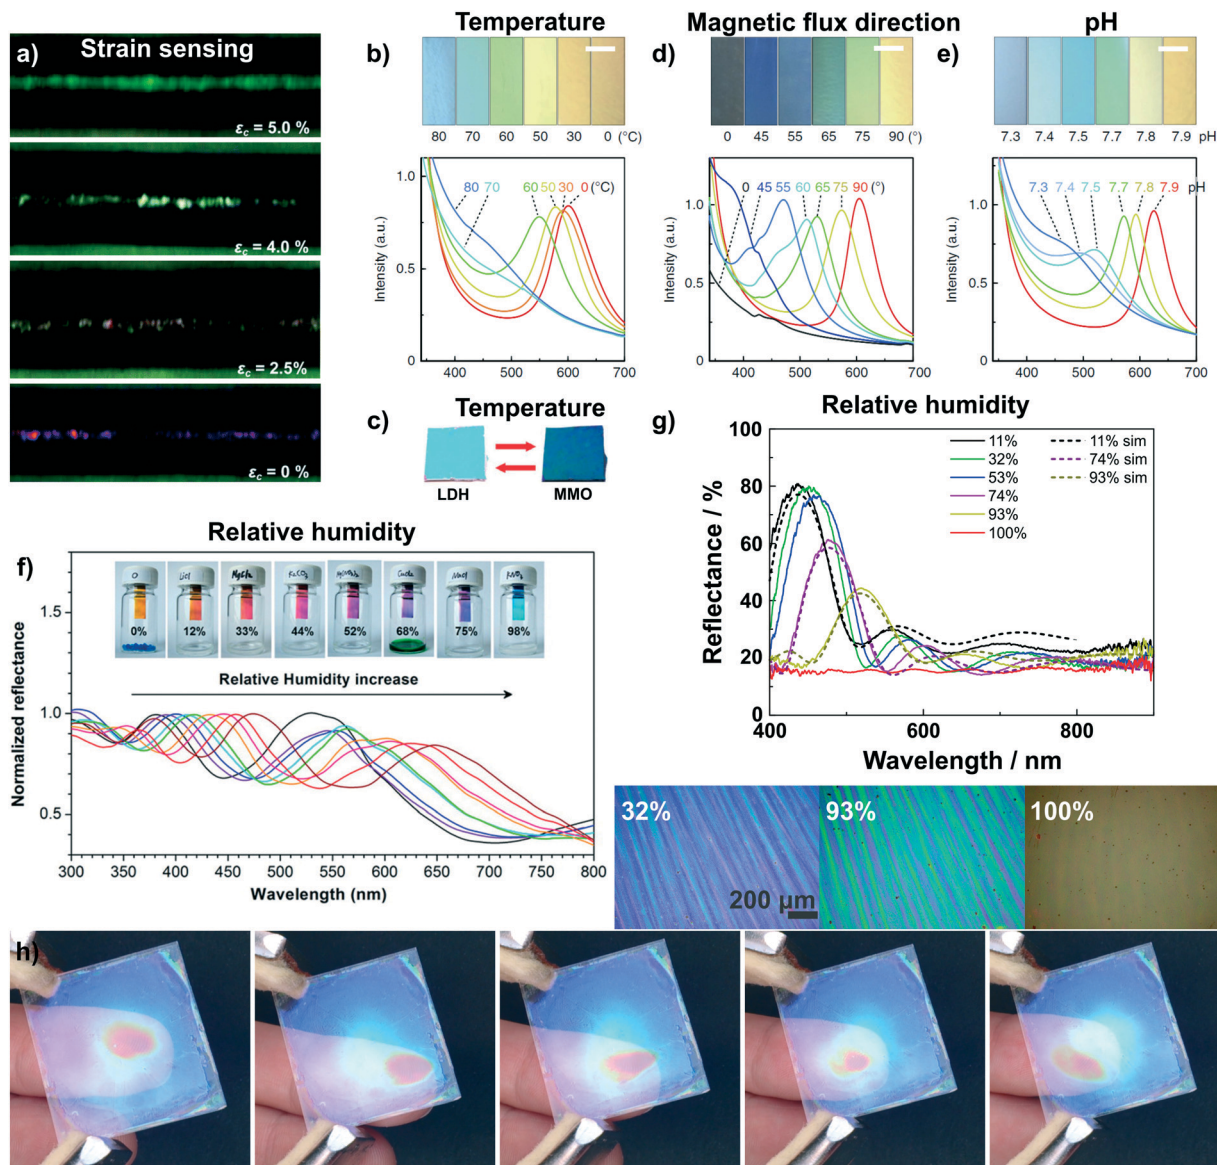 a) Strain sensing
εc = 5.0 %
εc = 4.0 %
εc = 2.5%
εc = 0 %
b) Temperature
80 70 60 50 30 0 (°C)
Intensity (a.u.)
1.0
0.5
0
80 70 60 50 30 0 (°C)
400 500 600 700
c) Temperature
LDH
MMO
d) Magnetic flux direction
0 45 55 65 75 90 (°)
Intensity (a.u.)
1.0
0.5
0
0 45 55 60 65 75 90 (°)
400 500 600 700
e) pH
7.3 7.4 7.5 7.7 7.8 7.9 pH
Intensity (a.u.)
1.0
0.5
0
7.3 7.4 7.5 7.7 7.8 7.9 pH
400 500 600 700
f) Relative humidity
Normalized reflectance
1.5
1.0
0.5
O LiCl MgCl2 K2CO3 NaCl KNO3
0% 12% 33% 44% 52% 68% 75% 98%
Relative Humidity increase
300 350 400 450 500 550 600 650 700 750 800
Wavelength (nm)
g) Relative humidity
Reflectance / %
100
80
60
40
20
0
11%
32%
53%
74%
93%
100%
11% sim
74% sim
93% sim
400 600 800
Wavelength / nm
32% 93% 100%
200 µm
h)